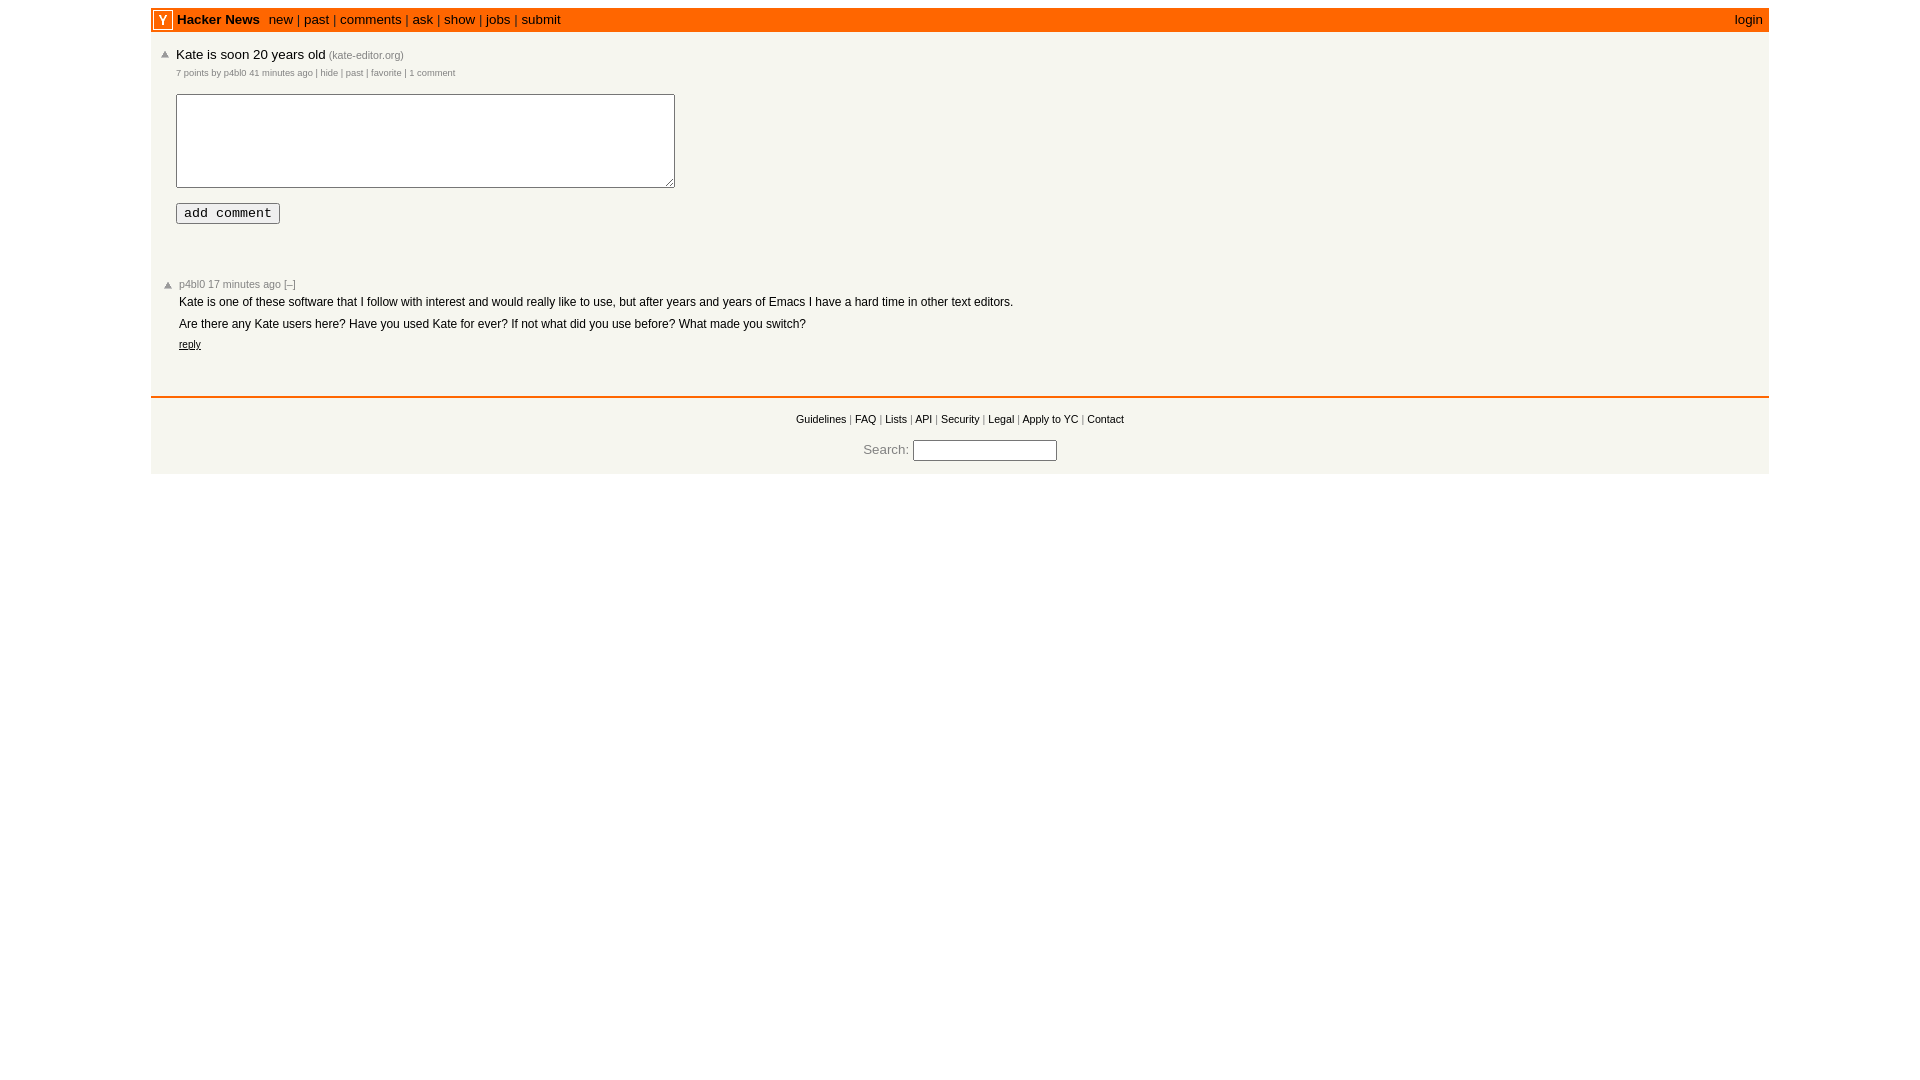 Y Hacker News new | past | comments | ask | show | jobs | submit login
Kate is soon 20 years old (kate-editor.org)
7 points by p4bl0 41 minutes ago | hide | past | favorite | 1 comment
add comment
p4bl0 17 minutes ago [–]
Kate is one of these software that I follow with interest and would really like to use, but after years and years of Emacs I have a hard time in other text editors.
Are there any Kate users here? Have you used Kate for ever? If not what did you use before? What made you switch?
reply
Guidelines | FAQ | Lists | API | Security | Legal | Apply to YC | Contact
Search: